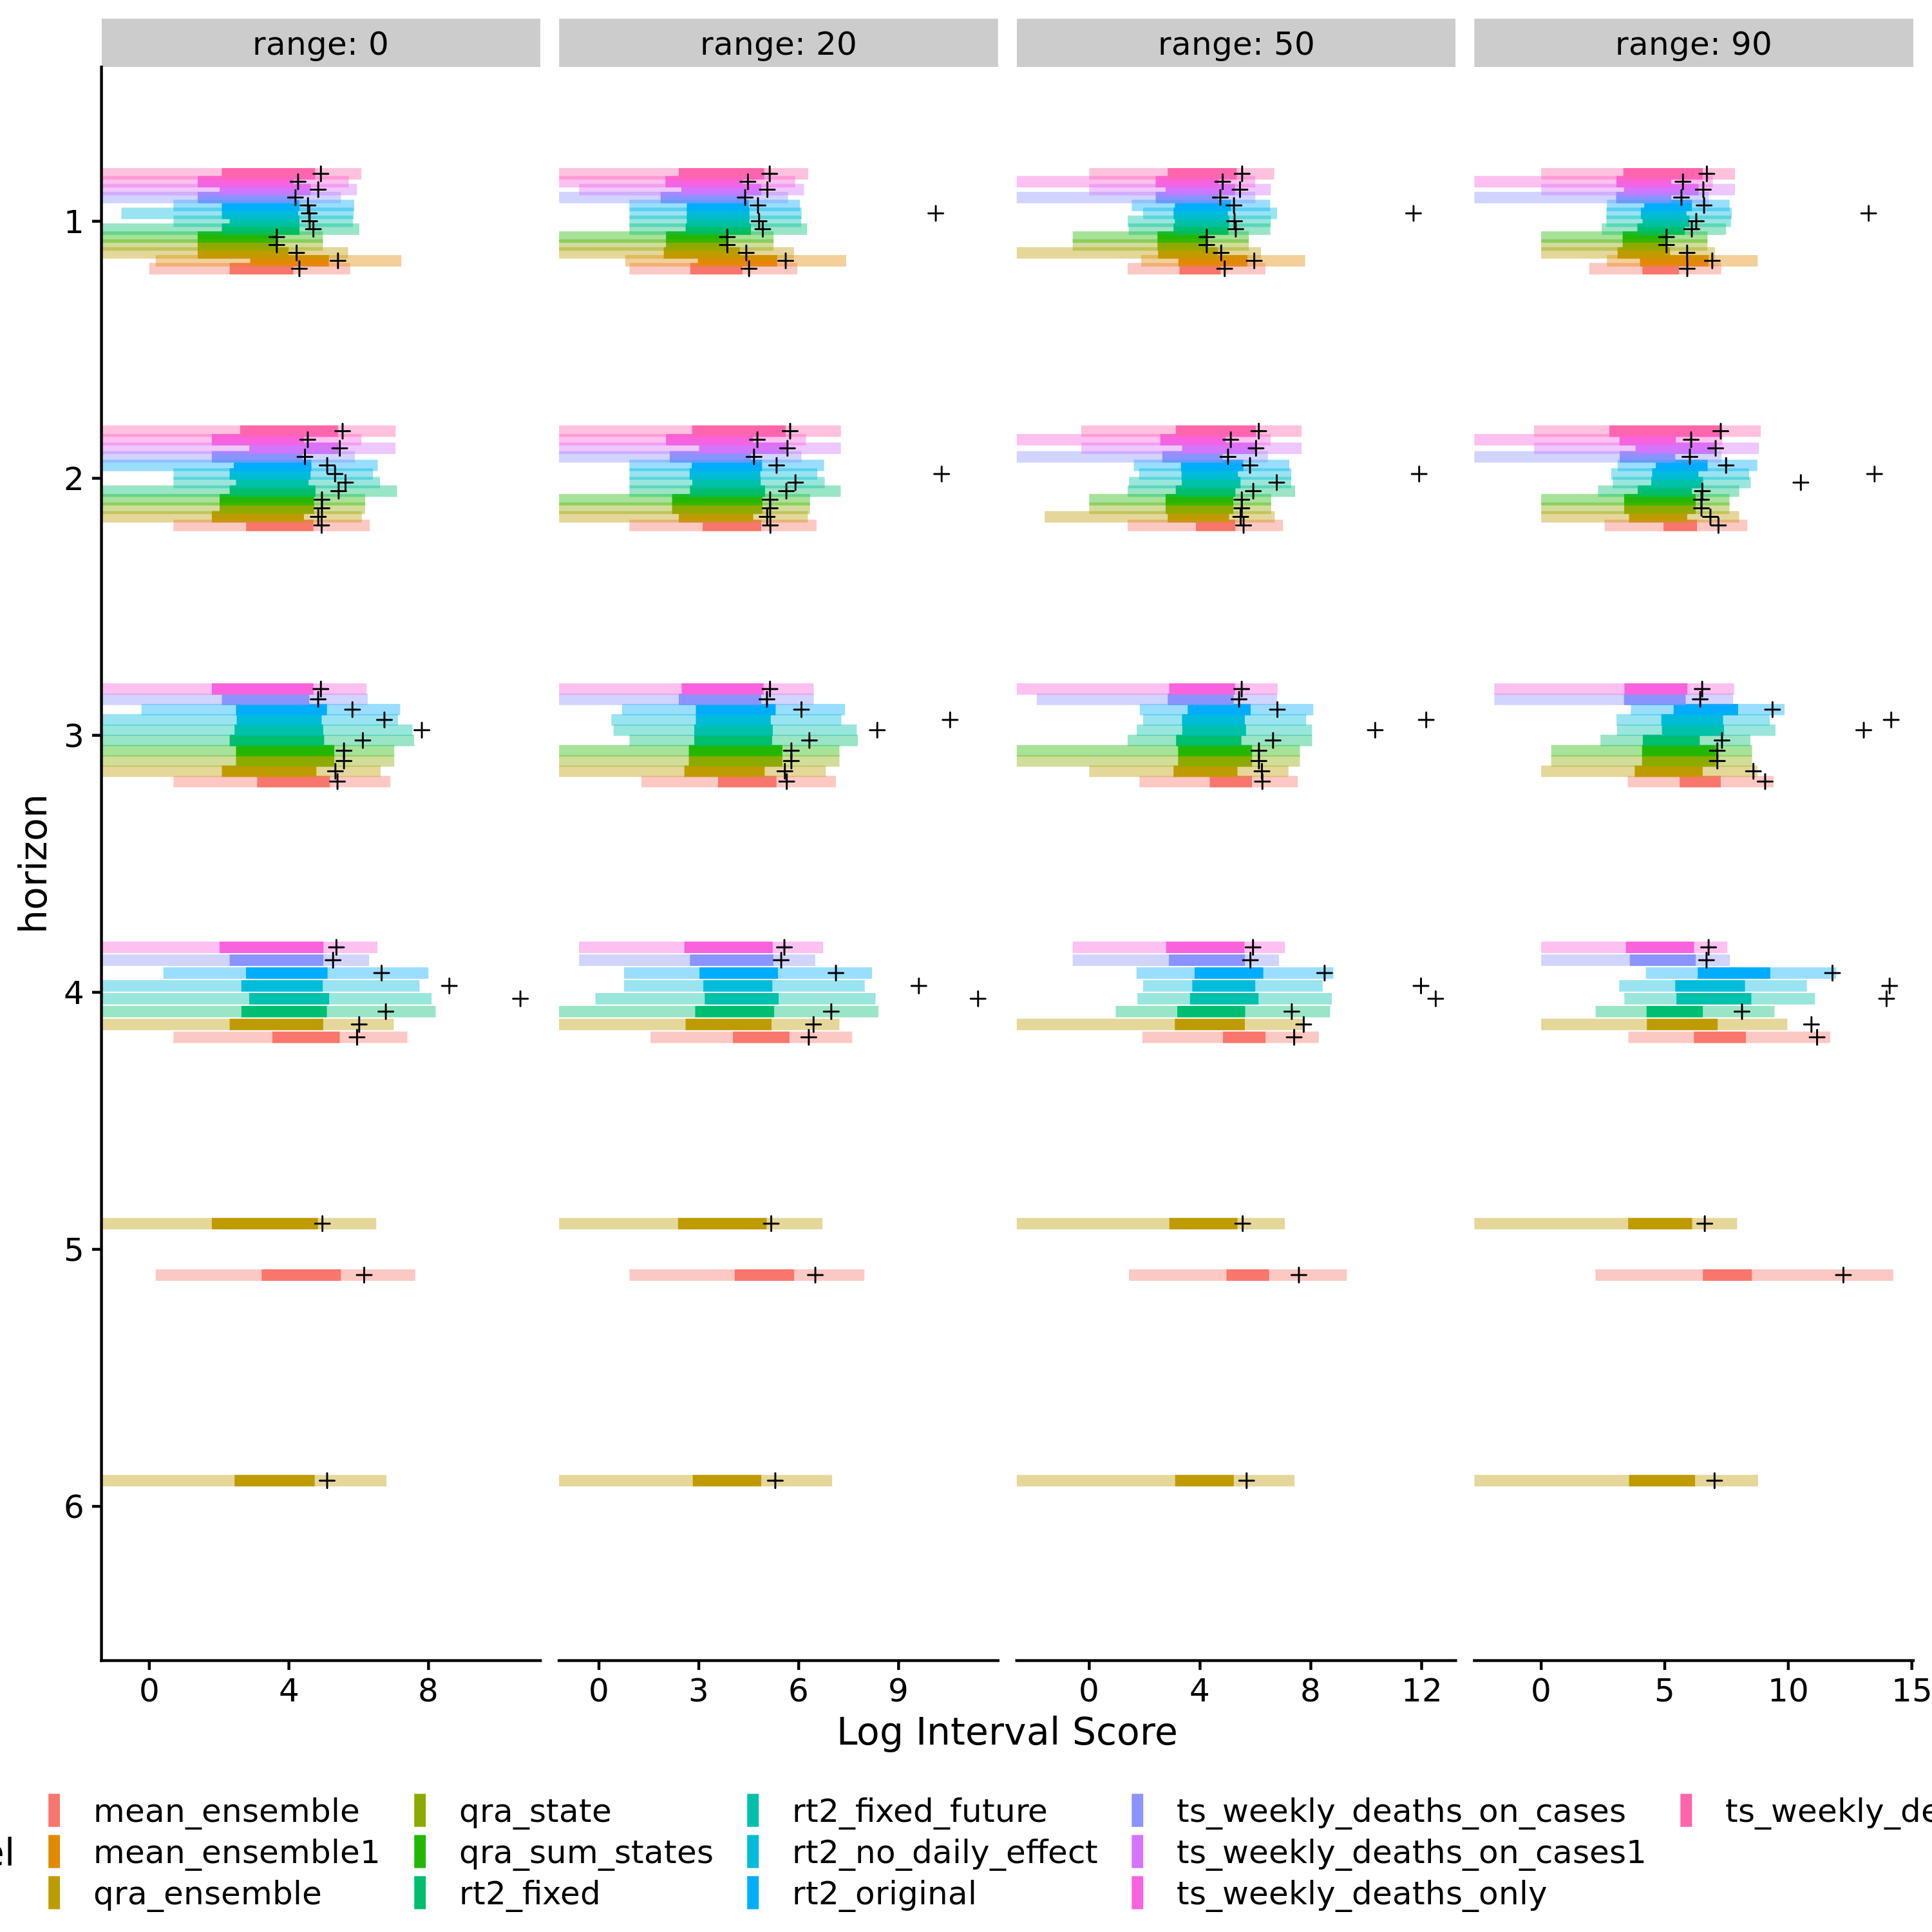 range: 0 range: 20 range: 50 range: 90
horizon
1
2
3
4
5
6
0 4 8 0 3 6 9 0 4 8 12 0 5 10 15
Log Interval Score
mean_ensemble qra_state rt2_fixed_future ts_weekly_deaths_on_cases ts_weekly_de
mean_ensemble1 qra_sum_states rt2_no_daily_effect ts_weekly_deaths_on_cases1
qra_ensemble rt2_fixed rt2_original ts_weekly_deaths_only